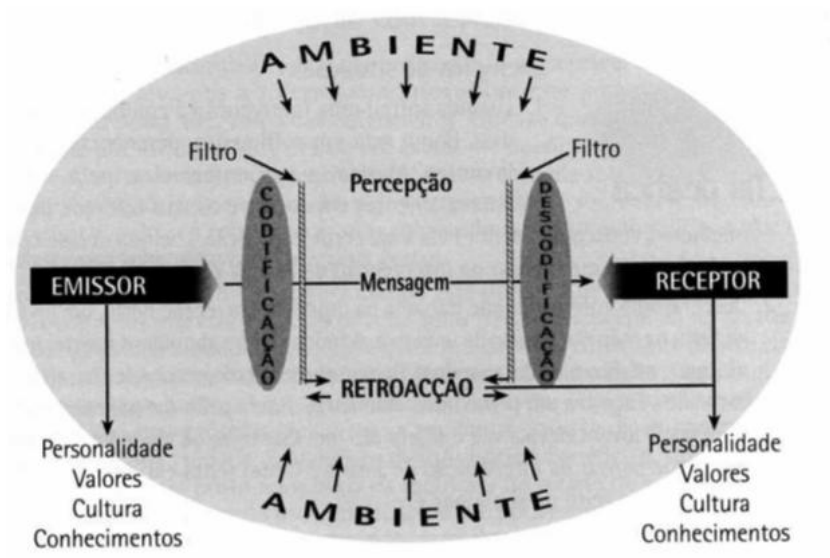 AMBIENTE
Filtro
Filtro
Percepção
CODIFICAÇÃO
DESCODIFICAÇÃO
EMISSOR
Mensagem
RECEPTOR
RETROACÇÃO
Personalidade
Valores
Cultura
Conhecimentos
Personalidade
Valores
Cultura
Conhecimentos
AMBIENTE